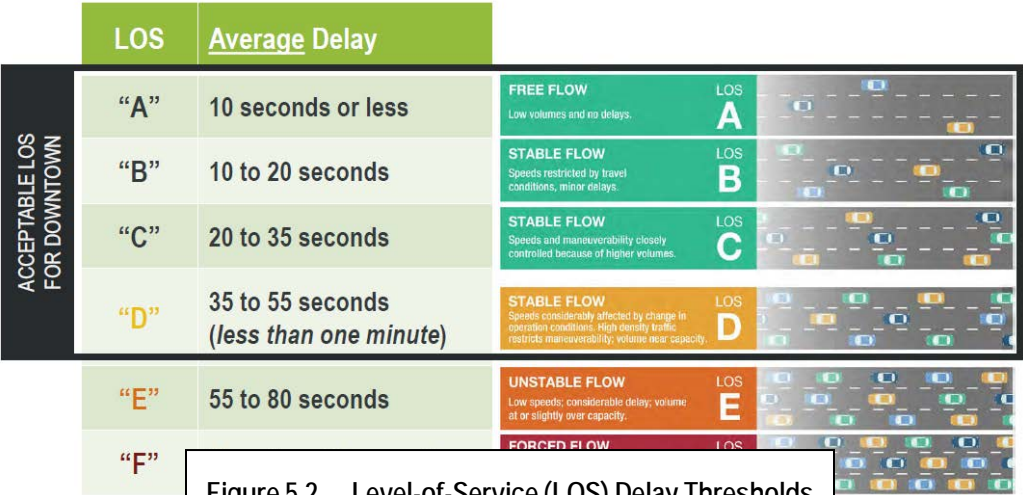 LOS Average Delay
ACCEPTABLE LOS
FOR DOWNTOWN
“A” 10 seconds or less
FREE FLOW LOS
Low volumes and no delays. A
“B” 10 to 20 seconds
STABLE FLOW LOS
Speeds restricted by travel
conditions, minor delays. B
“C” 20 to 35 seconds
STABLE FLOW LOS
Speeds and maneuverability closely
controlled because of higher volumes. C
“D” 35 to 55 seconds
(less than one minute)
STABLE FLOW LOS
Speeds considerably affected by change in
operation conditions. High density traffic
restricts maneuverability; volume near capacity. D
“E” 55 to 80 seconds
UNSTABLE FLOW LOS
Low speeds; considerable delay; volume
at or slightly over capacity. E
“F”
FORCED FLOW LOS
Figure 5.2 Level-of-Service (LOS) Delay Thresholds